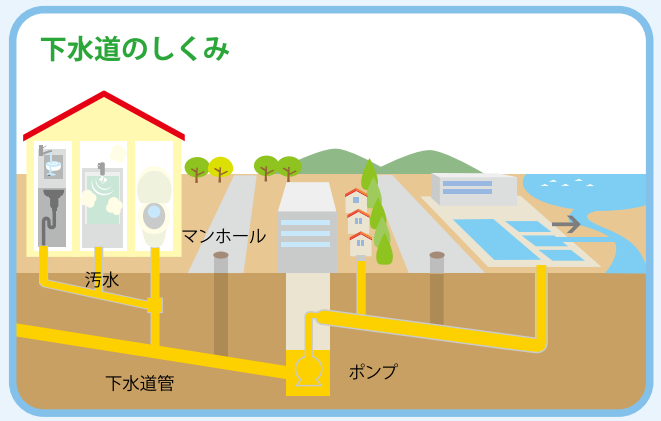 下水道のしくみ
マンホール
汚水
下水道管
ポンプ